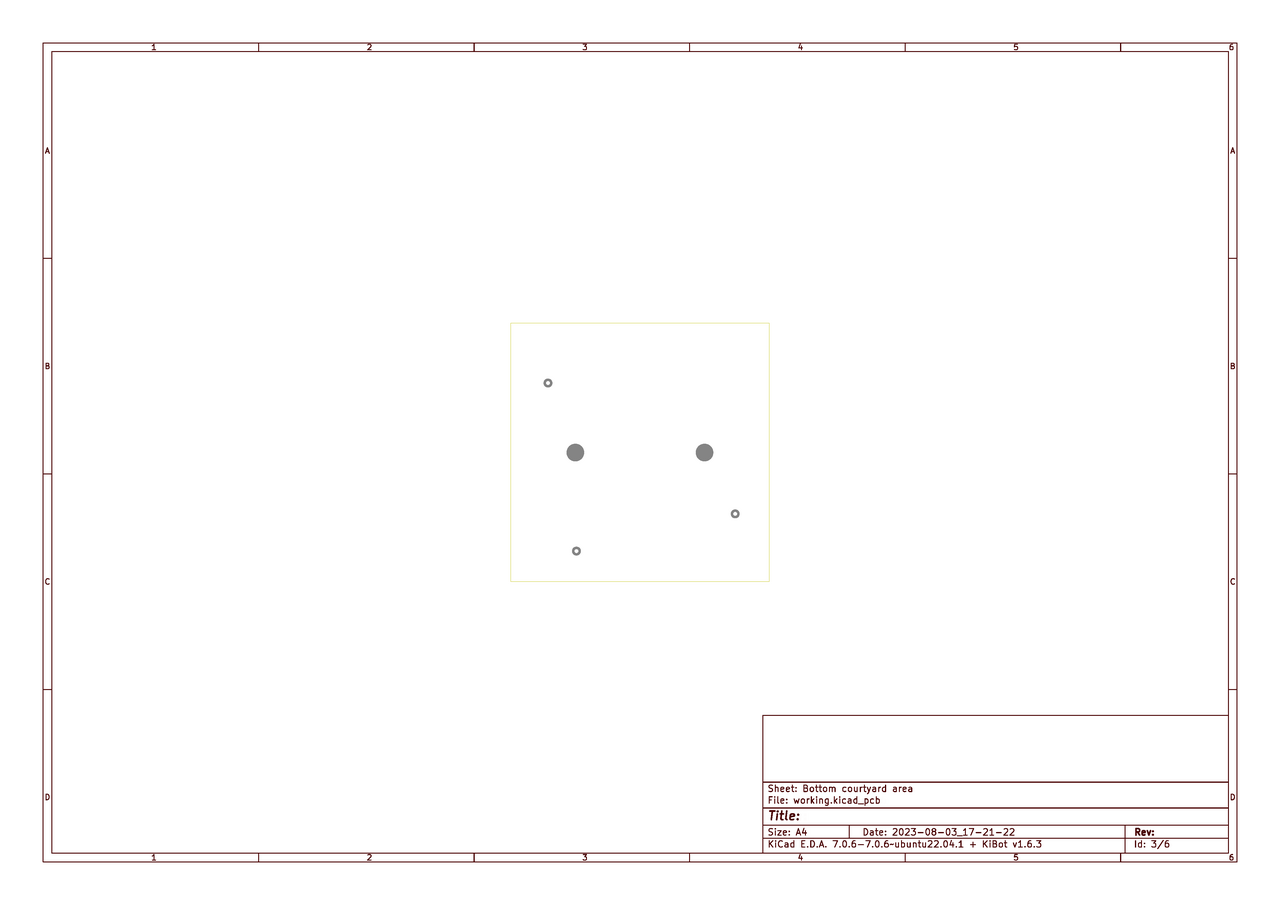 1 2 3 4 5 6
A A
B B
C C
D D
Sheet: Bottom courtyard area
File: working.kicad_pcb
Title:
Size: A4 Date: 2023-08-03_17-21-22 Rev:
KiCad E.D.A. 7.0.6-7.0.6~ubuntu22.04.1 + KiBot v1.6.3 Id: 3/6
1 2 3 4 5 6